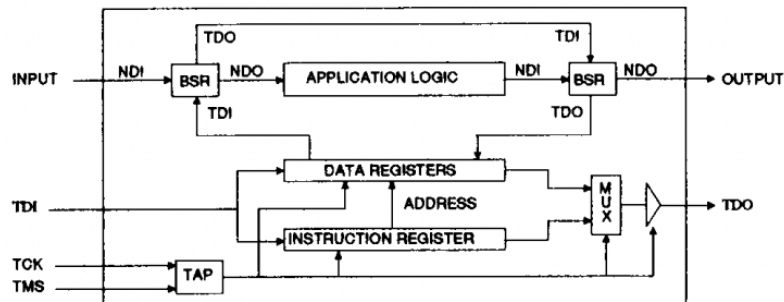 TDO TDI
INPUT NDI BSR NDO APPLICATION LOGIC NDI BSR NDO OUTPUT
TDI TDO
DATA REGISTERS
TDI ADDRESS MUX TDO
INSTRUCTION REGISTER
TCK
TAP
TMS